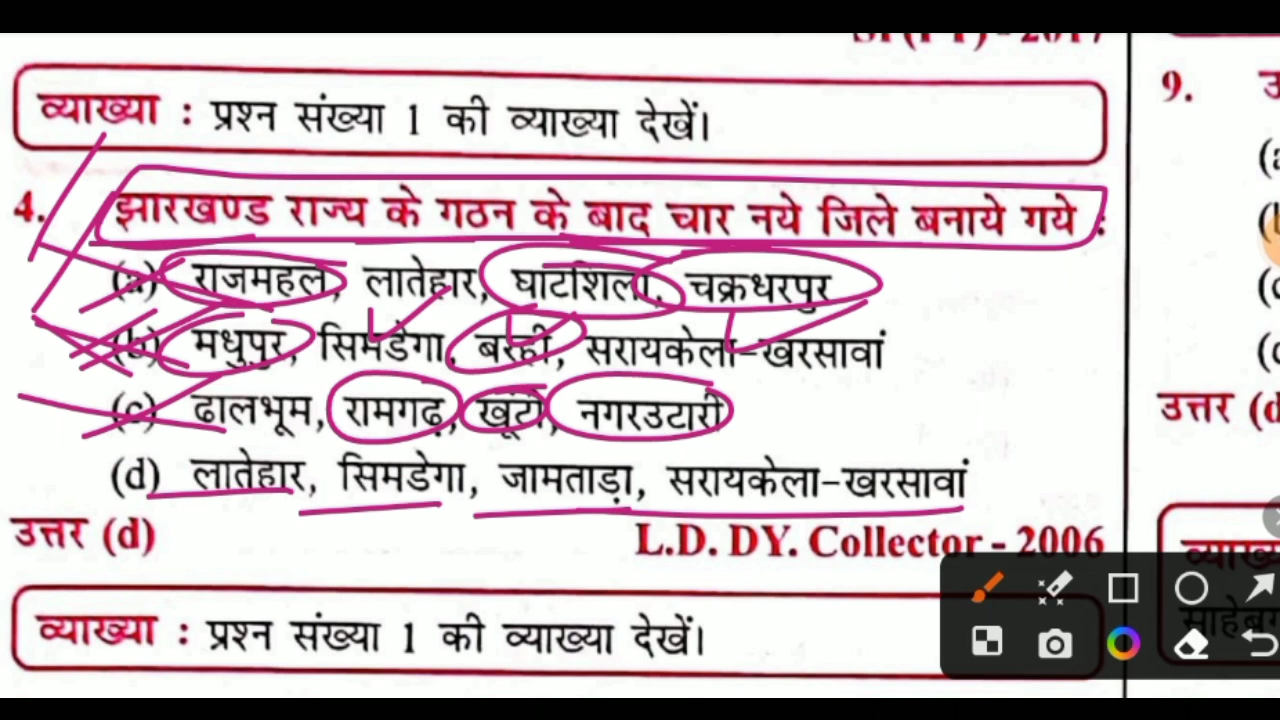 व्याख्या : प्रश्न संख्या 1 की व्याख्या देखें।
4. झारखण्ड राज्य के गठन के बाद चार नये जिले बनाये गये :
(a) राजमहल, लातेहार, घाटशिला, चक्रधरपुर
(b) मधुपुर, सिमडेगा, बरही, सरायकेला-खरसावां
(c) ढालभूम, रामगढ़, खूंटी, नगरउटारी
(d) लातेहार, सिमडेगा, जामताड़ा, सरायकेला-खरसावां
उत्तर (d) L.D. DY. Collector - 2006
व्याख्या : प्रश्न संख्या 1 की व्याख्या देखें।
9.
उत्तर (d